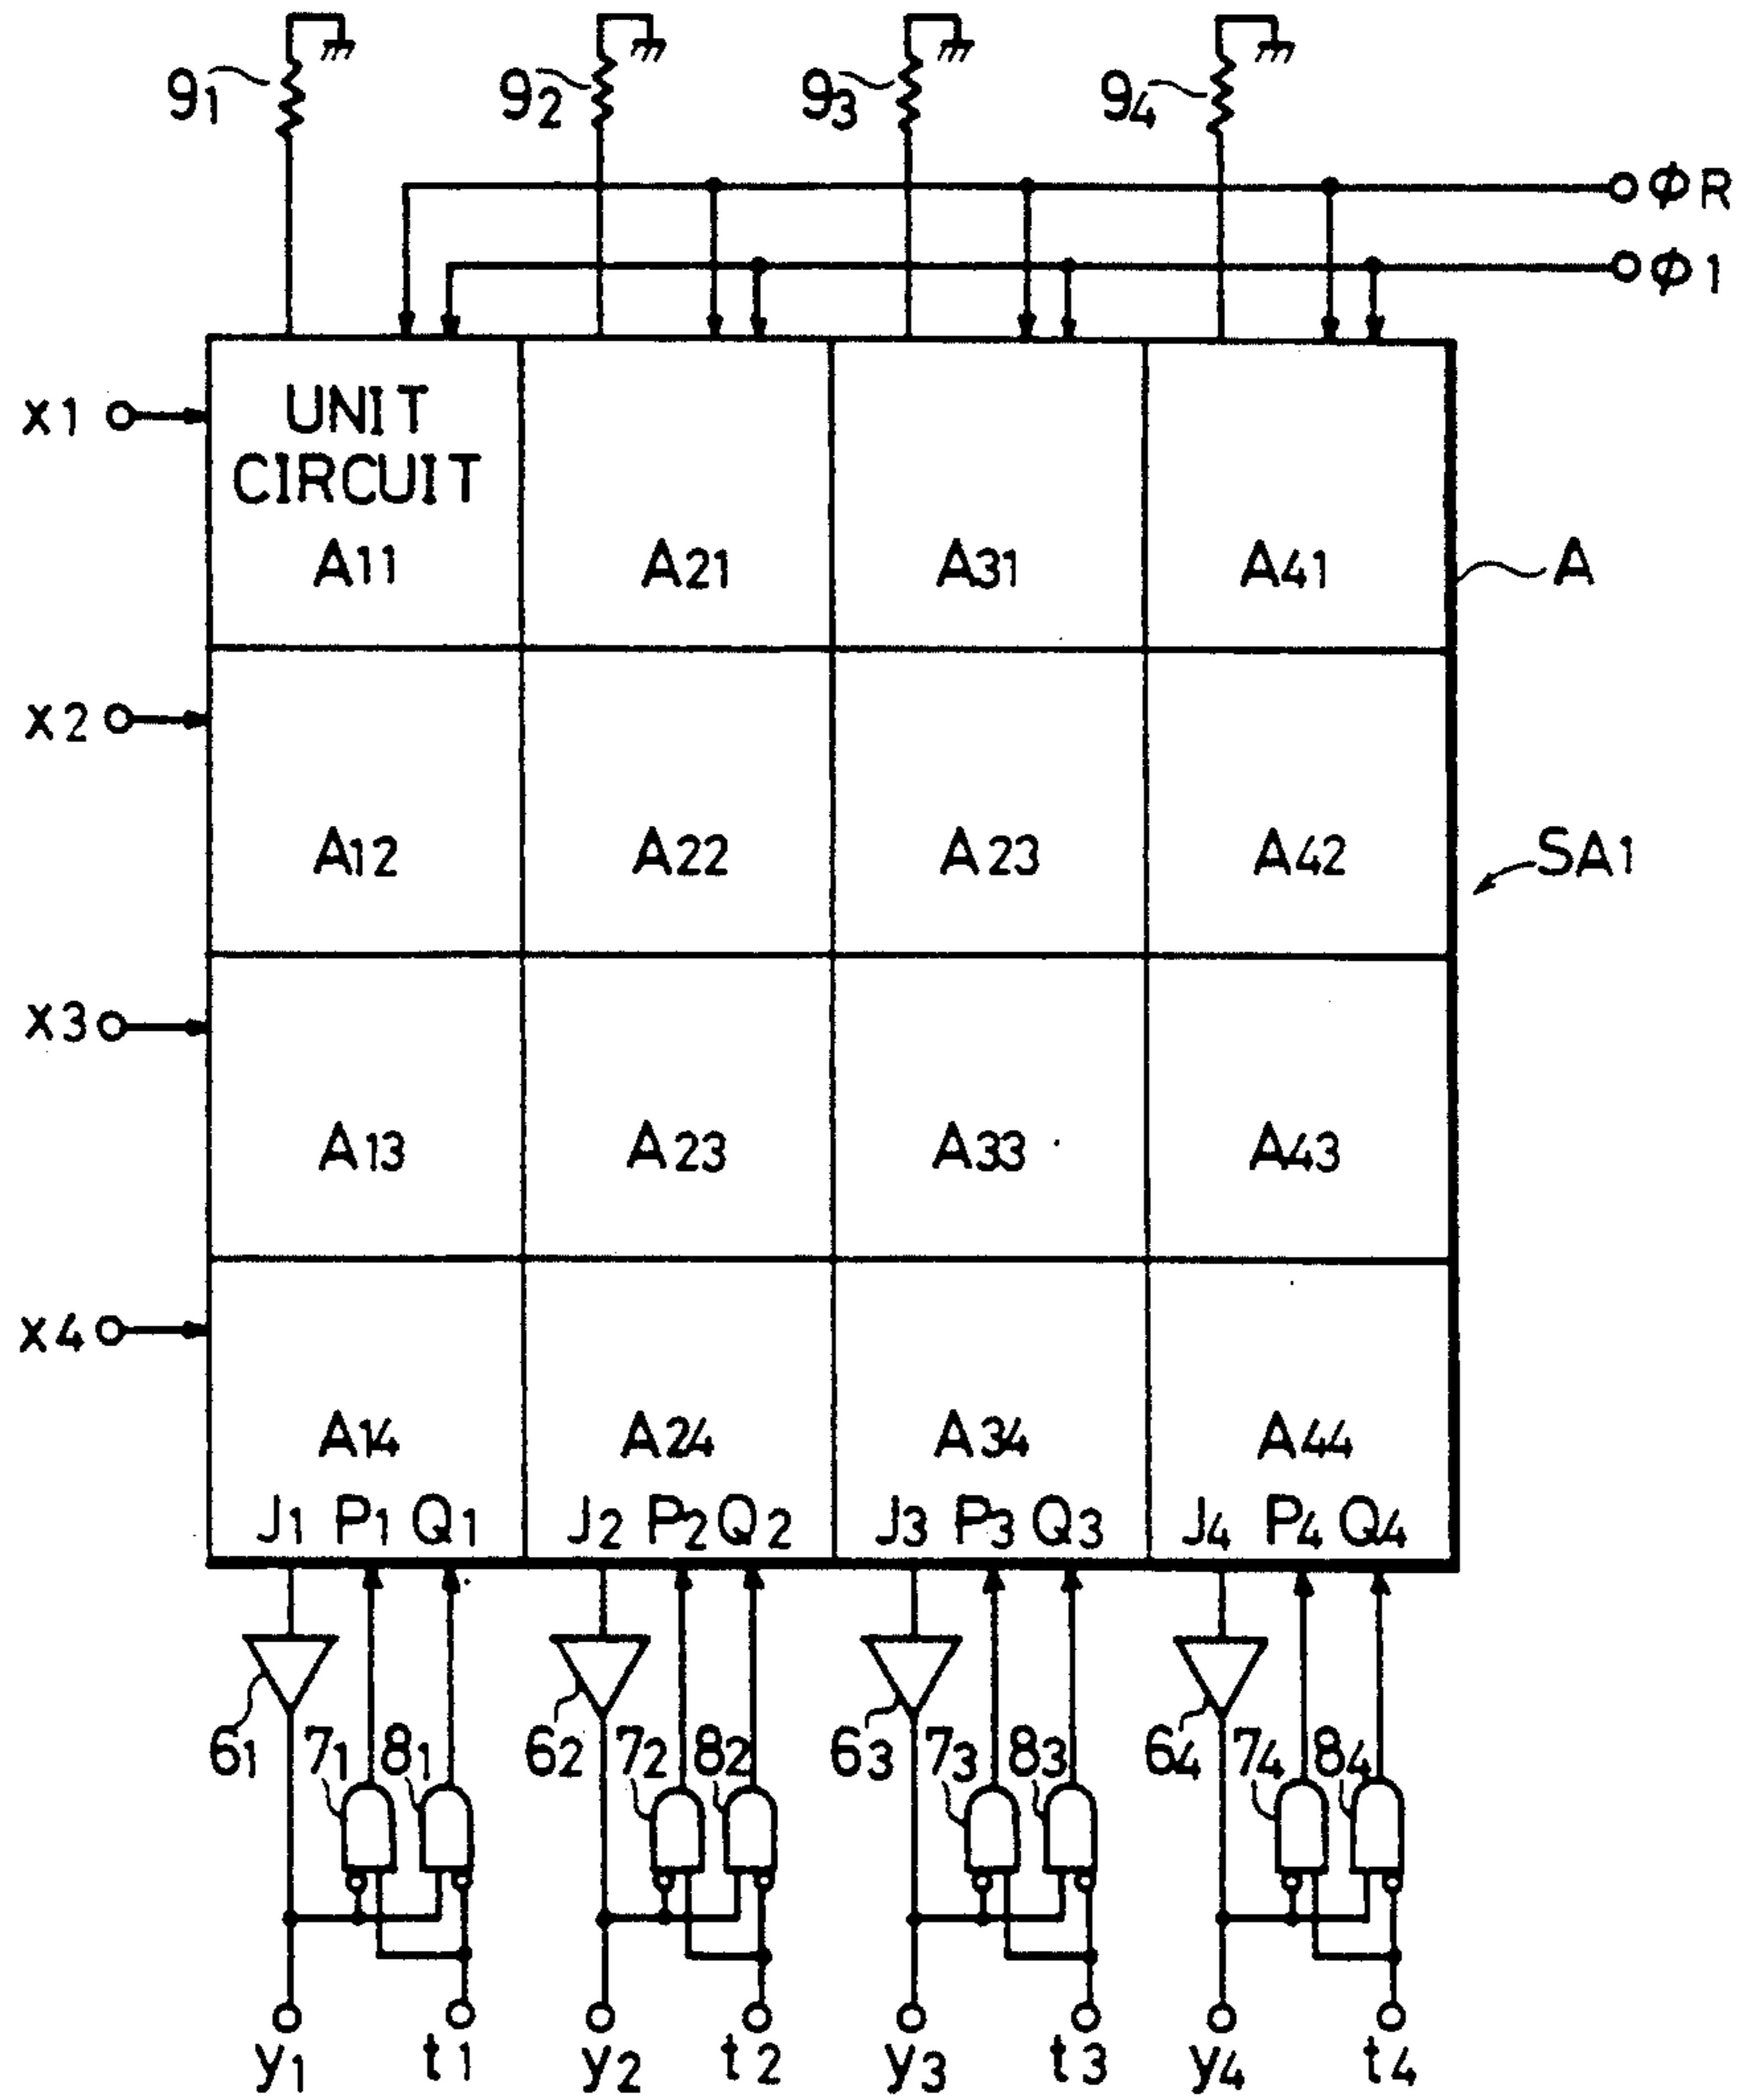 91 92 93 94
ΦR
Φ1
x1 UNIT
CIRCUIT
A11 A21 A31 A41 A
x2
A12 A22 A23 A42 SA1
x3
A13 A23 A33 A43
x4
A14 A24 A34 A44
J1 P1 Q1 J2 P2 Q2 J3 P3 Q3 J4 P4 Q4
61 71 81 62 72 82 63 73 83 64 74 84
y1 t1 y2 t2 y3 t3 y4 t4